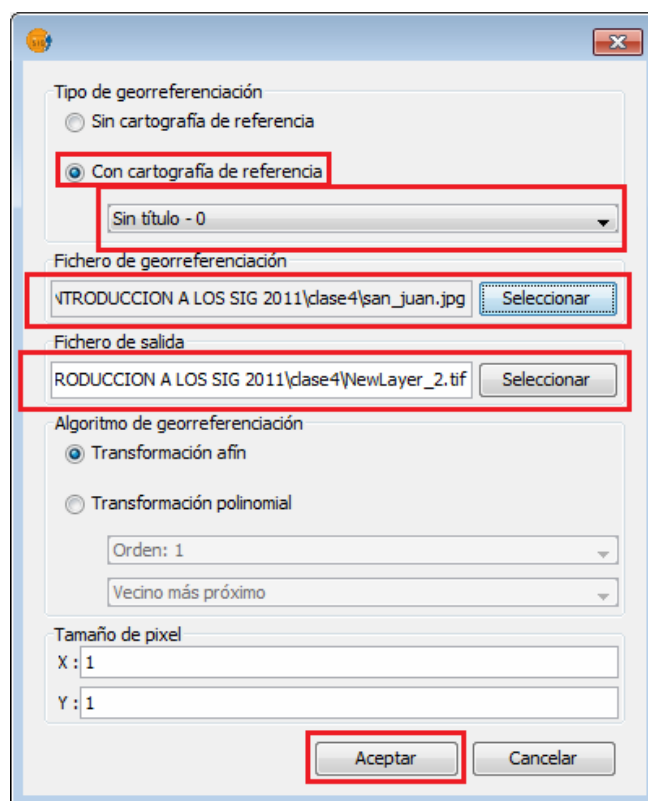 Tipo de georreferenciación
Sin cartografía de referencia
Con cartografía de referencia
Sin título - 0
Fichero de georreferenciación
NTRODUCCION A LOS SIG 2011\clase4\san_juan.jpg Seleccionar
Fichero de salida
RODUCCION A LOS SIG 2011\clase4\NewLayer_2.tif Seleccionar
Algoritmo de georreferenciación
Transformación afín
Transformación polinomial
Orden: 1
Vecino más próximo
Tamaño de pixel
X : 1
Y : 1
Aceptar Cancelar